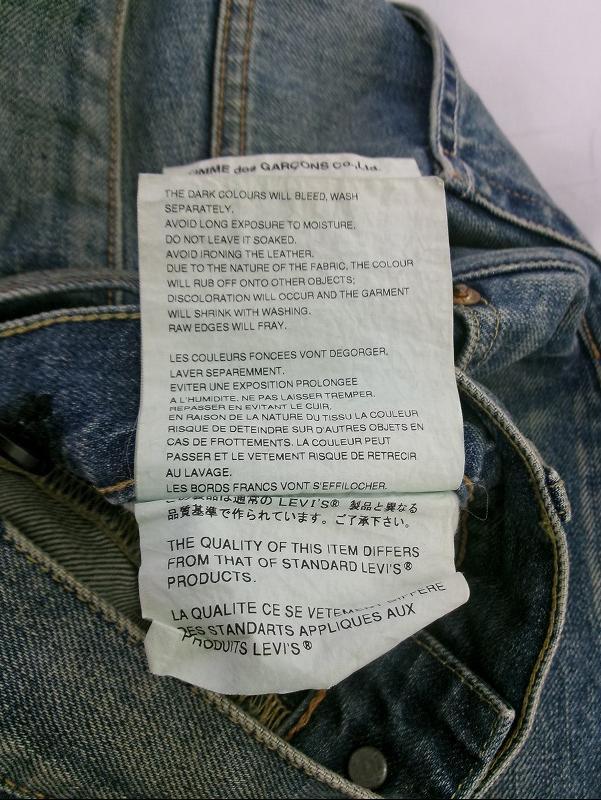 OMME des GARÇONS Co.,Ltd.
THE DARK COLOURS WILL BLEED, WASH
SEPARATELY.
AVOID LONG EXPOSURE TO MOISTURE,
DO NOT LEAVE IT SOAKED.
AVOID IRONING THE LEATHER.
DUE TO THE NATURE OF THE FABRIC, THE COLOUR
WILL RUB OFF ONTO OTHER OBJECTS;
DISCOLORATION WILL OCCUR AND THE GARMENT
WILL SHRINK WITH WASHING.
RAW EDGES WILL FRAY.
LES COULEURS FONCEES VONT DEGORGER,
LAVER SEPAREMMENT.
EVITER UNE EXPOSITION PROLONGEE
A L'HUMIDITE, NE PAS LAISSER TREMPER.
REPASSER EN EVITANT LE CUIR.
EN RAISON DE LA NATURE DU TISSU LA COULEUR
RISQUE DE DETEINDRE SUR D'AUTRES OBJETS EN
CAS DE FROTTEMENTS. LA COULEUR PEUT
PASSER ET LE VETEMENT RISQUE DE RETRECIR
AU LAVAGE.
LES BORDS FRANCS VONT S'EFFILOCHER.
製品は通常の LEVI'S® 製品と異なる
品質基準で作られています。ご了承下さい。
THE QUALITY OF THIS ITEM DIFFERS
FROM THAT OF STANDARD LEVI'S®
PRODUCTS.
LA QUALITE CE SE VETEMENT DIFFERE
DES STANDARTS APPLIQUES AUX
PRODUITS LEVI'S®